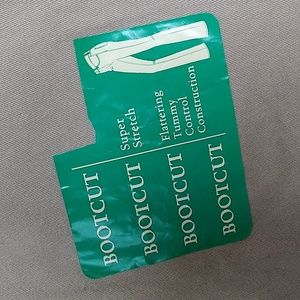 Super
Stretch
Flattering
Tummy
Control
Construction
BOOTCUT
BOOTCUT
BOOTCUT
BOOTCUT